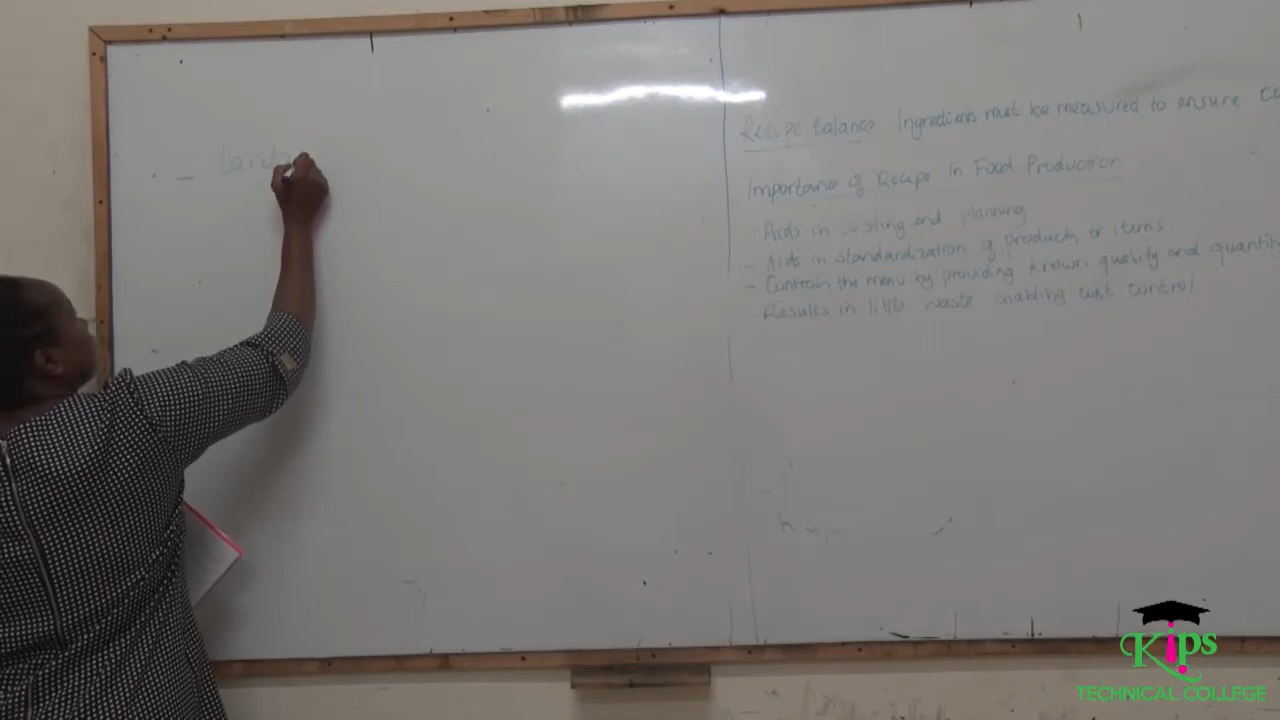 Recipe Balance Ingredients must be measured to ensure
Importance of Recipe in Food Production
Aids in costing and planning
- Aids in standardization of products or items
- Controls the menu by providing known quality and quantity
Results in little waste enabling cost control
Kips
TECHNICAL COLLEGE